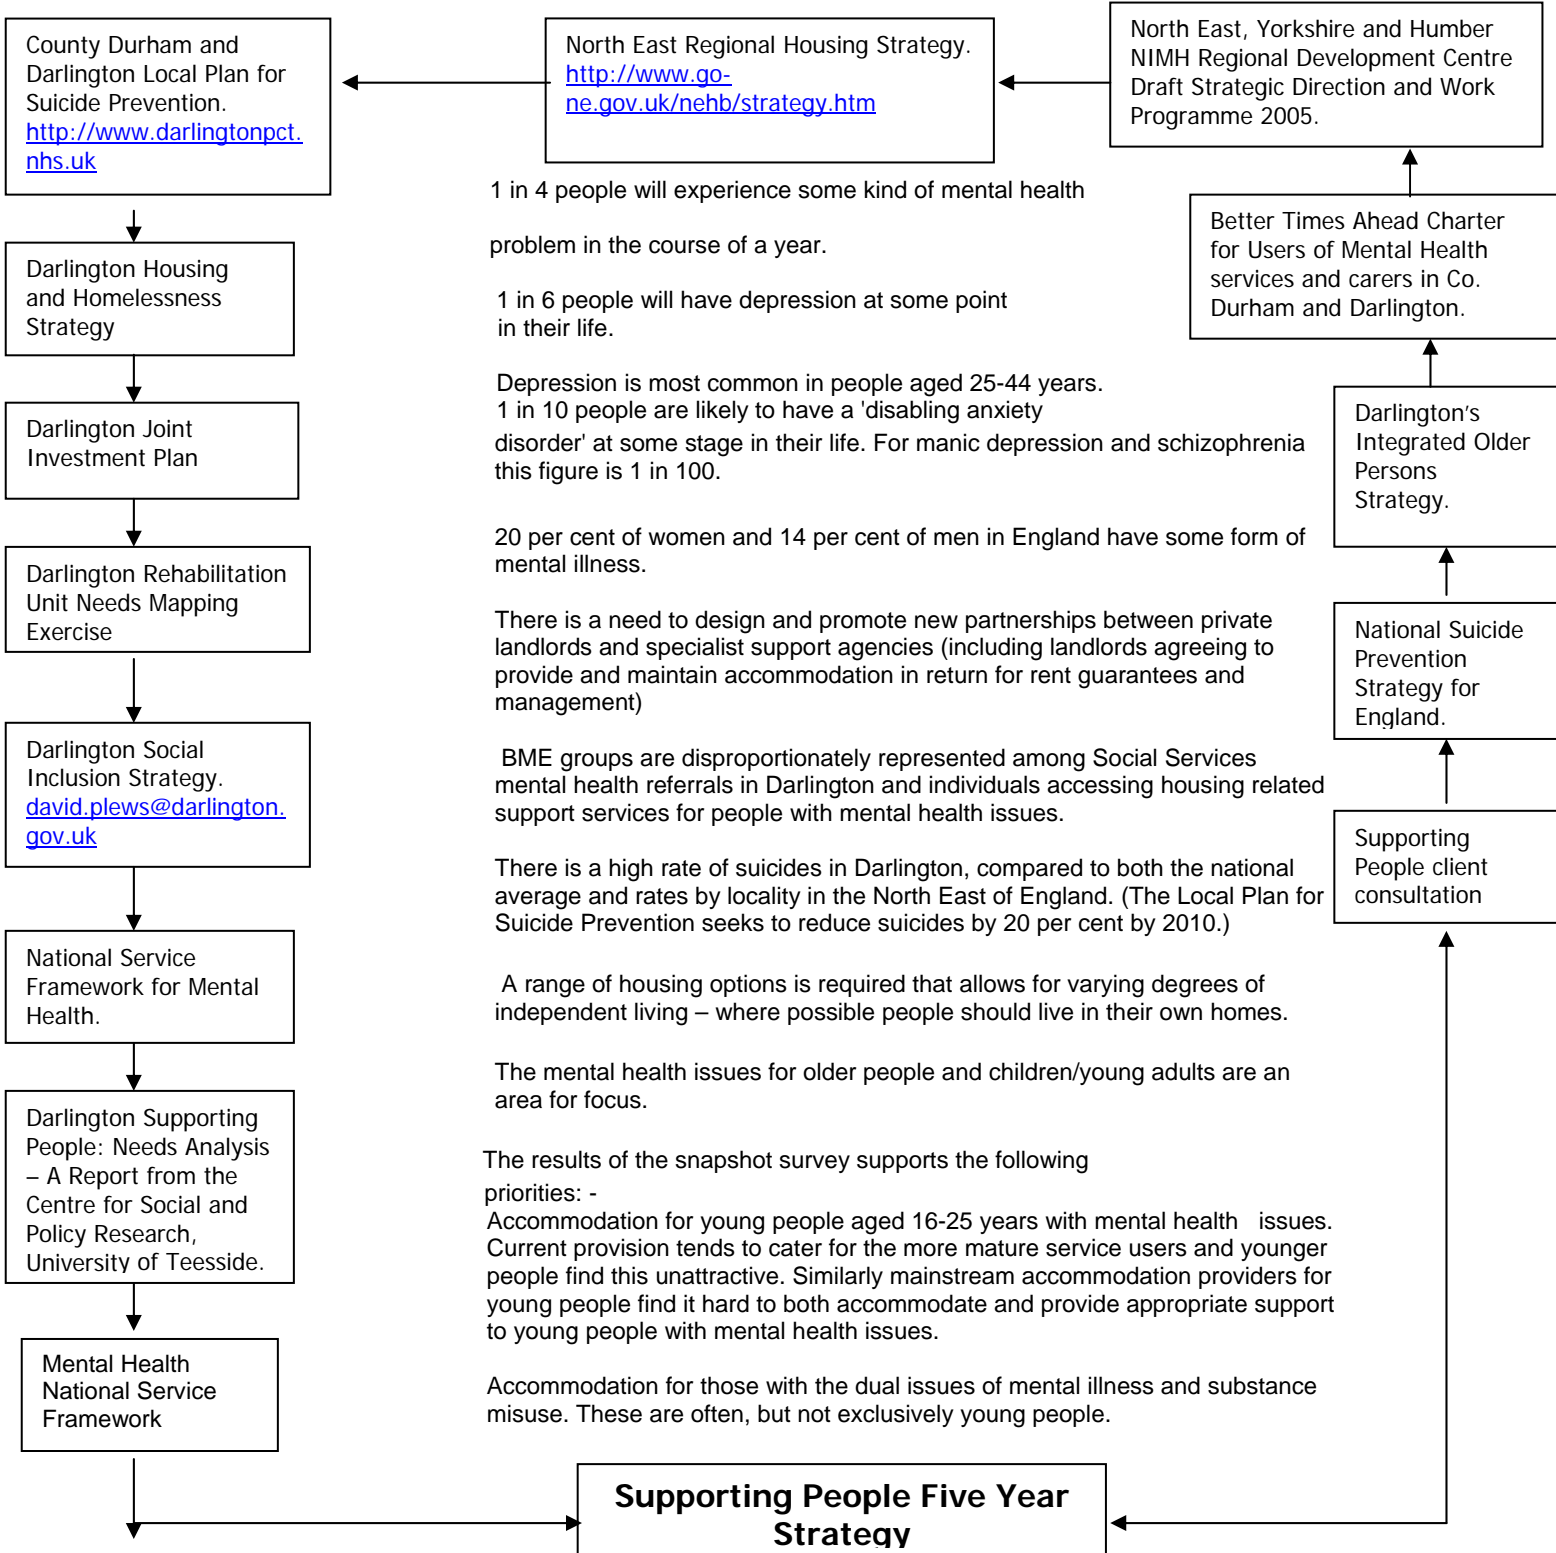 County Durham and
Darlington Local Plan for
Suicide Prevention.
http://www.darlingtonpct.
nhs.uk
North East Regional Housing Strategy.
http://www.go-
ne.gov.uk/nehb/strategy.htm
North East, Yorkshire and Humber
NIMH Regional Development Centre
Draft Strategic Direction and Work
Programme 2005.
Better Times Ahead Charter
for Users of Mental Health
services and carers in Co.
Durham and Darlington.
Darlington's
Integrated Older
Persons
Strategy.
National Suicide
Prevention
Strategy for
England.
Supporting
People client
consultation
Darlington Housing
and Homelessness
Strategy
Darlington Joint
Investment Plan
Darlington Rehabilitation
Unit Needs Mapping
Exercise
Darlington Social
Inclusion Strategy.
david.plews@darlington.
gov.uk
National Service
Framework for Mental
Health.
Darlington Supporting
People: Needs Analysis
– A Report from the
Centre for Social and
Policy Research,
University of Teesside.
Mental Health
National Service
Framework
1 in 4 people will experience some kind of mental health
problem in the course of a year.
1 in 6 people will have depression at some point
in their life.
Depression is most common in people aged 25-44 years.
1 in 10 people are likely to have a 'disabling anxiety
disorder' at some stage in their life. For manic depression and schizophrenia
this figure is 1 in 100.
20 per cent of women and 14 per cent of men in England have some form of
mental illness.
There is a need to design and promote new partnerships between private
landlords and specialist support agencies (including landlords agreeing to
provide and maintain accommodation in return for rent guarantees and
management)
BME groups are disproportionately represented among Social Services
mental health referrals in Darlington and individuals accessing housing related
support services for people with mental health issues.
There is a high rate of suicides in Darlington, compared to both the national
average and rates by locality in the North East of England. (The Local Plan for
Suicide Prevention seeks to reduce suicides by 20 per cent by 2010.)
A range of housing options is required that allows for varying degrees of
independent living – where possible people should live in their own homes.
The mental health issues for older people and children/young adults are an
area for focus.
The results of the snapshot survey supports the following
priorities: -
Accommodation for young people aged 16-25 years with mental health issues.
Current provision tends to cater for the more mature service users and younger
people find this unattractive. Similarly mainstream accommodation providers for
young people find it hard to both accommodate and provide appropriate support
to young people with mental health issues.
Accommodation for those with the dual issues of mental illness and substance
misuse. These are often, but not exclusively young people.
Supporting People Five Year
Strategy